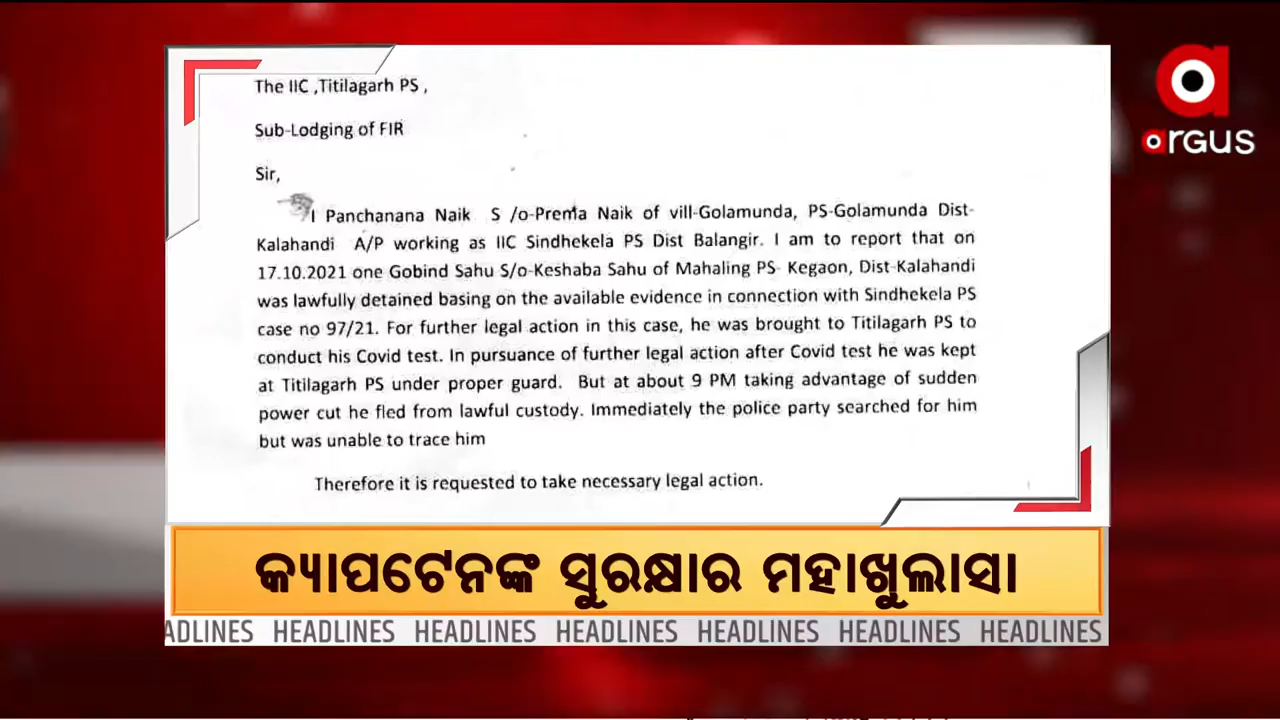 The IIC ,Titilagarh PS ,
Sub-Lodging of FIR
Sir,
I Panchanana Naik S /o-Prema Naik of vill-Golamunda, PS-Golamunda Dist-
Kalahandi A/P working as IIC Sindhekela PS Dist Balangir. I am to report that on
17.10.2021 one Gobind Sahu S/o-Keshaba Sahu of Mahaling PS- Kegaon, Dist-Kalahandi
was lawfully detained basing on the available evidence in connection with Sindhekela PS
case no 97/21. For further legal action in this case, he was brought to Titilagarh PS to
conduct his Covid test. In pursuance of further legal action after Covid test he was kept
at Titilagarh PS under proper guard. But at about 9 PM taking advantage of sudden
power cut he fled from lawful custody. Immediately the police party searched for him
but was unable to trace him
Therefore it is requested to take necessary legal action.
argus
କ୍ୟାପଟେନଙ୍କ ସୁରକ୍ଷାର ମହାଖୁଲାସା
ADLINES HEADLINES HEADLINES HEADLINES HEADLINES HEADLINES HEADLINES